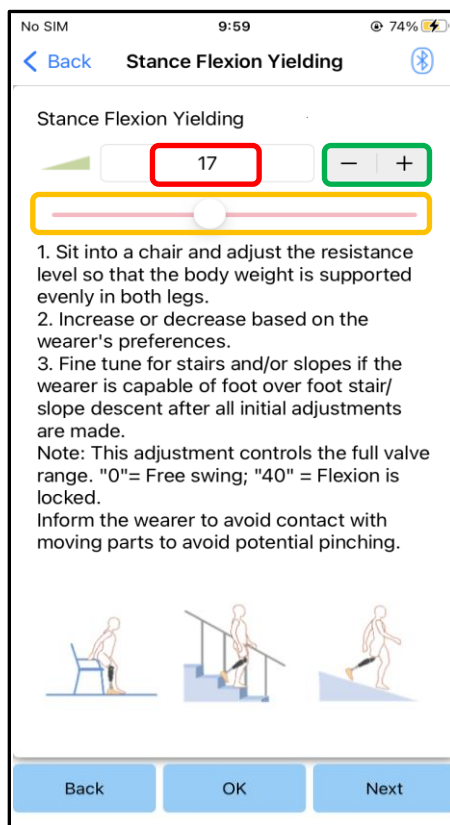 No SIM 9:59 74%
Back Stance Flexion Yielding
Stance Flexion Yielding
17 − +
1. Sit into a chair and adjust the resistance
level so that the body weight is supported
evenly in both legs.
2. Increase or decrease based on the
wearer's preferences.
3. Fine tune for stairs and/or slopes if the
wearer is capable of foot over foot stair/
slope descent after all initial adjustments
are made.
Note: This adjustment controls the full valve
range. "0"= Free swing; "40" = Flexion is
locked.
Inform the wearer to avoid contact with
moving parts to avoid potential pinching.
Back OK Next